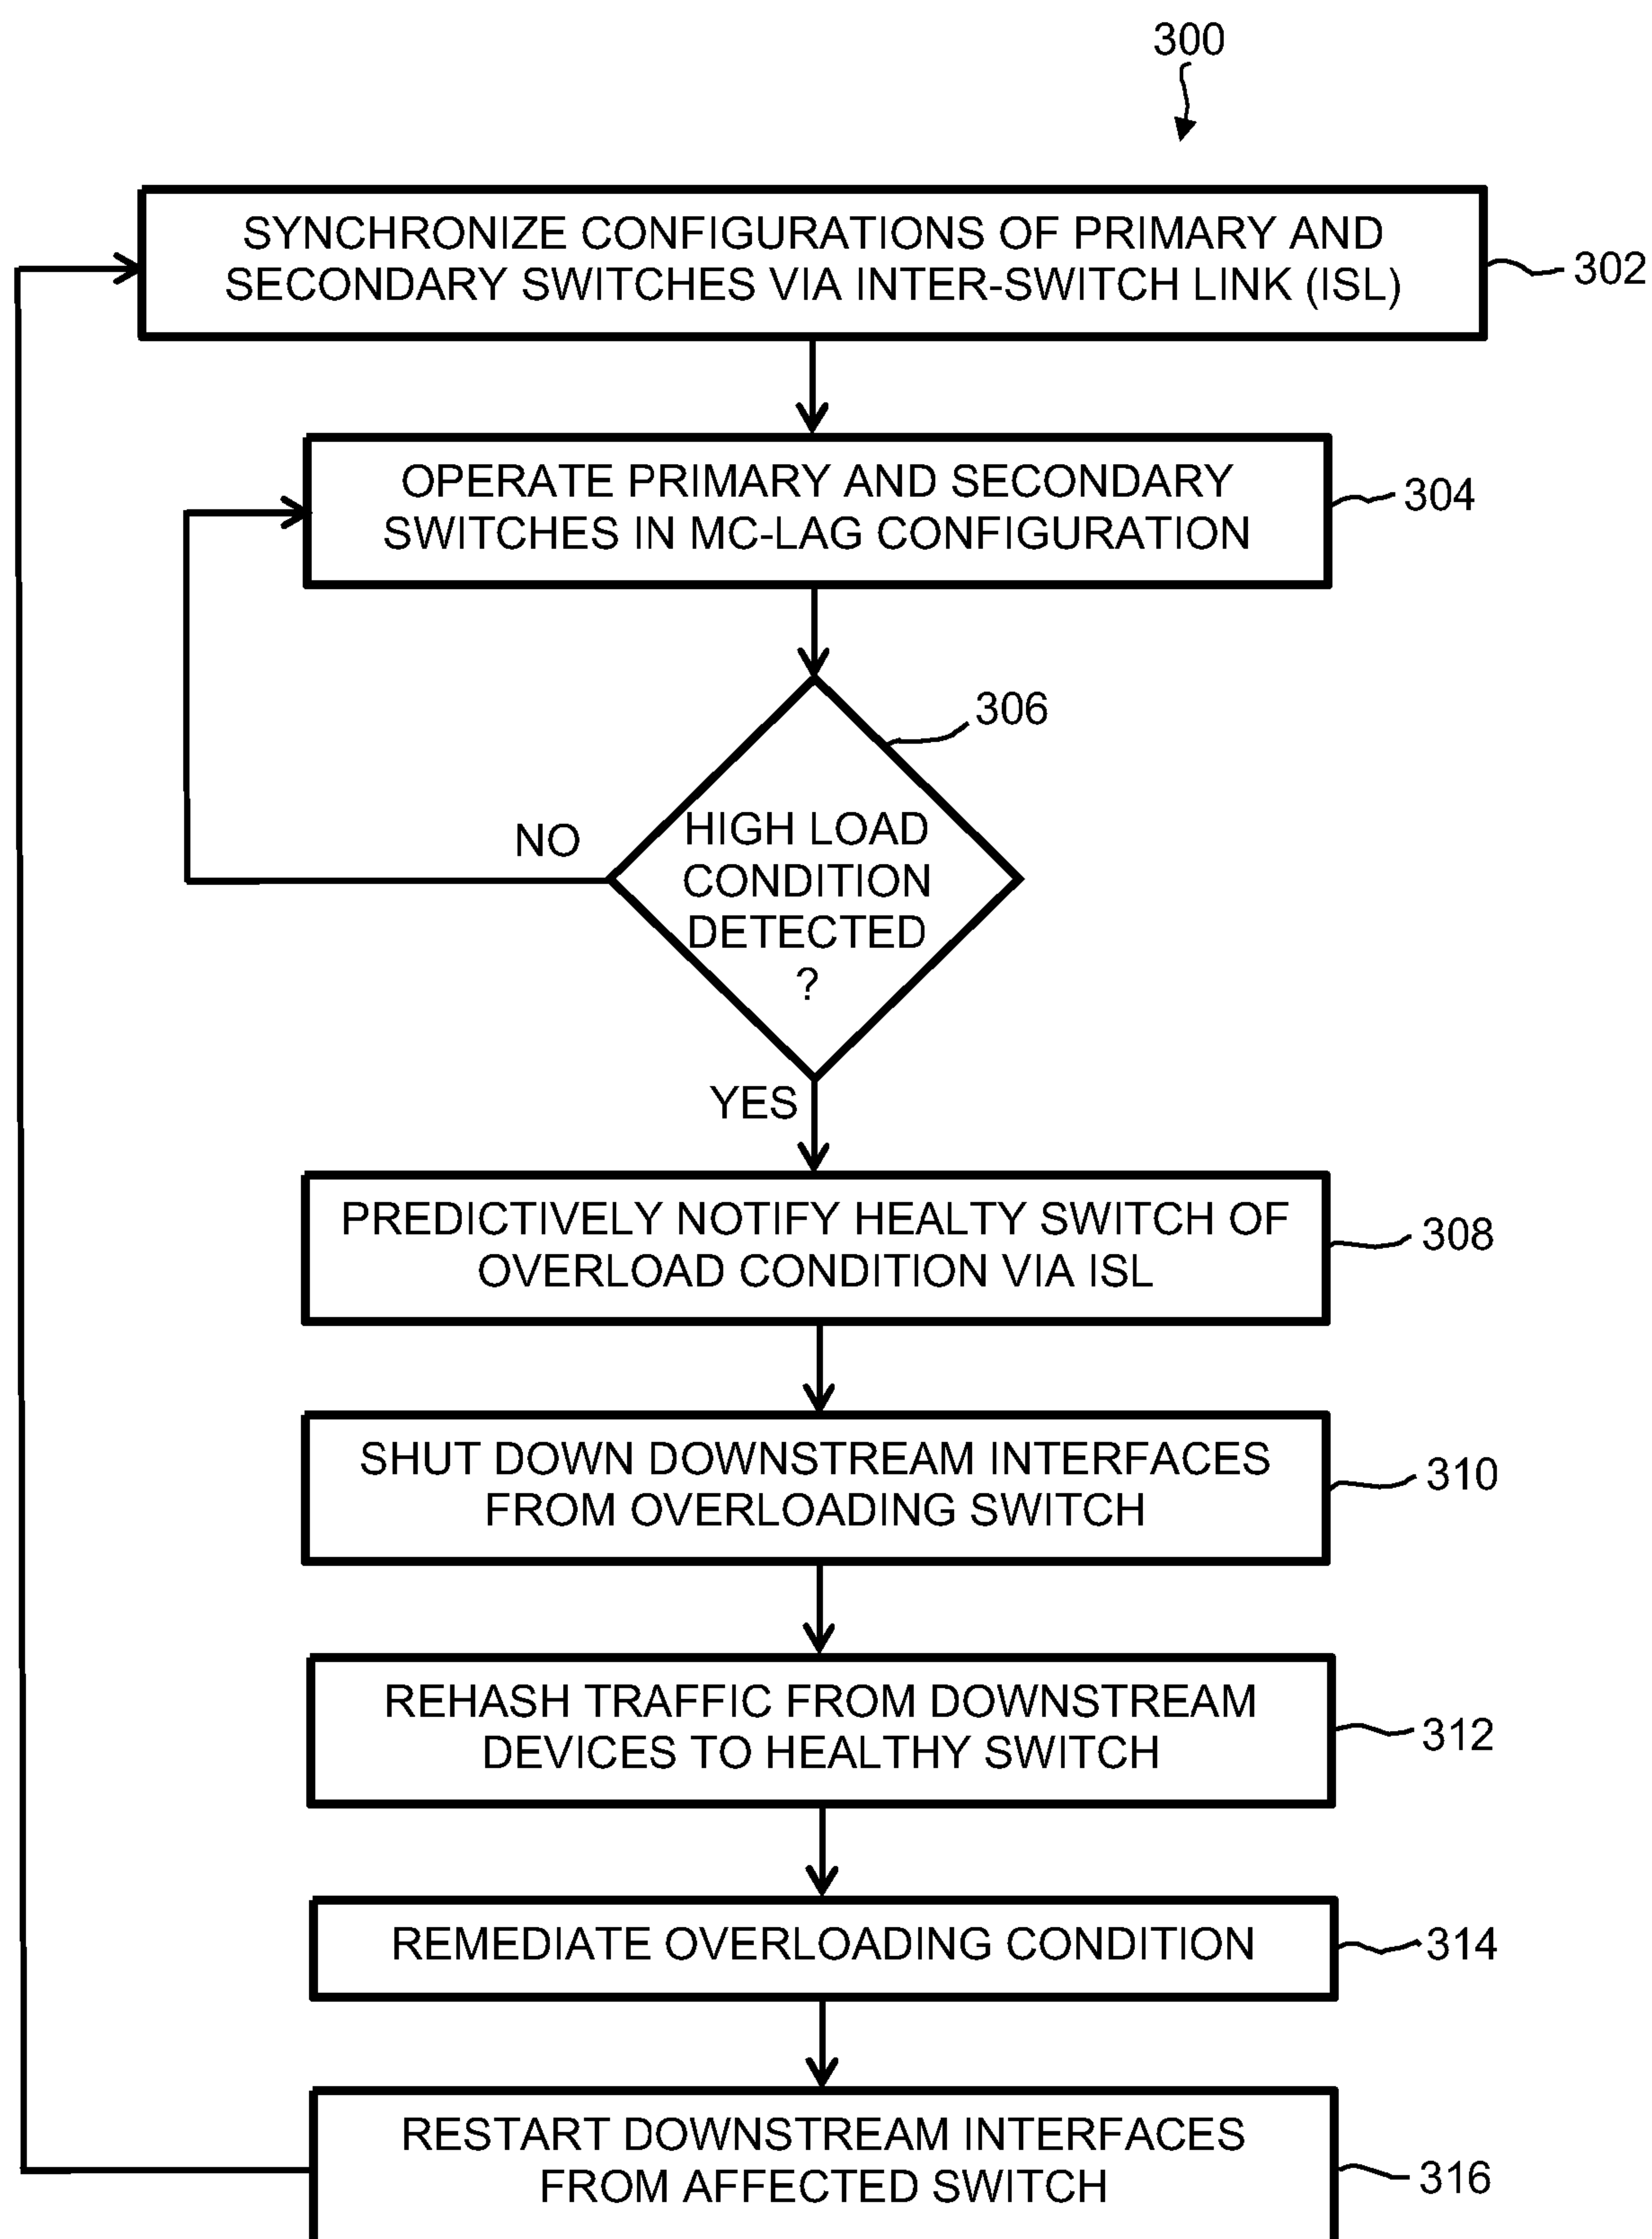 300
SYNCHRONIZE CONFIGURATIONS OF PRIMARY AND
SECONDARY SWITCHES VIA INTER-SWITCH LINK (ISL)
302
OPERATE PRIMARY AND SECONDARY
SWITCHES IN MC-LAG CONFIGURATION
304
306
HIGH LOAD
CONDITION
DETECTED
?
NO
YES
PREDICTIVELY NOTIFY HEALTY SWITCH OF
OVERLOAD CONDITION VIA ISL
308
SHUT DOWN DOWNSTREAM INTERFACES
FROM OVERLOADING SWITCH
310
REHASH TRAFFIC FROM DOWNSTREAM
DEVICES TO HEALTHY SWITCH
312
REMEDIATE OVERLOADING CONDITION
314
RESTART DOWNSTREAM INTERFACES
FROM AFFECTED SWITCH
316